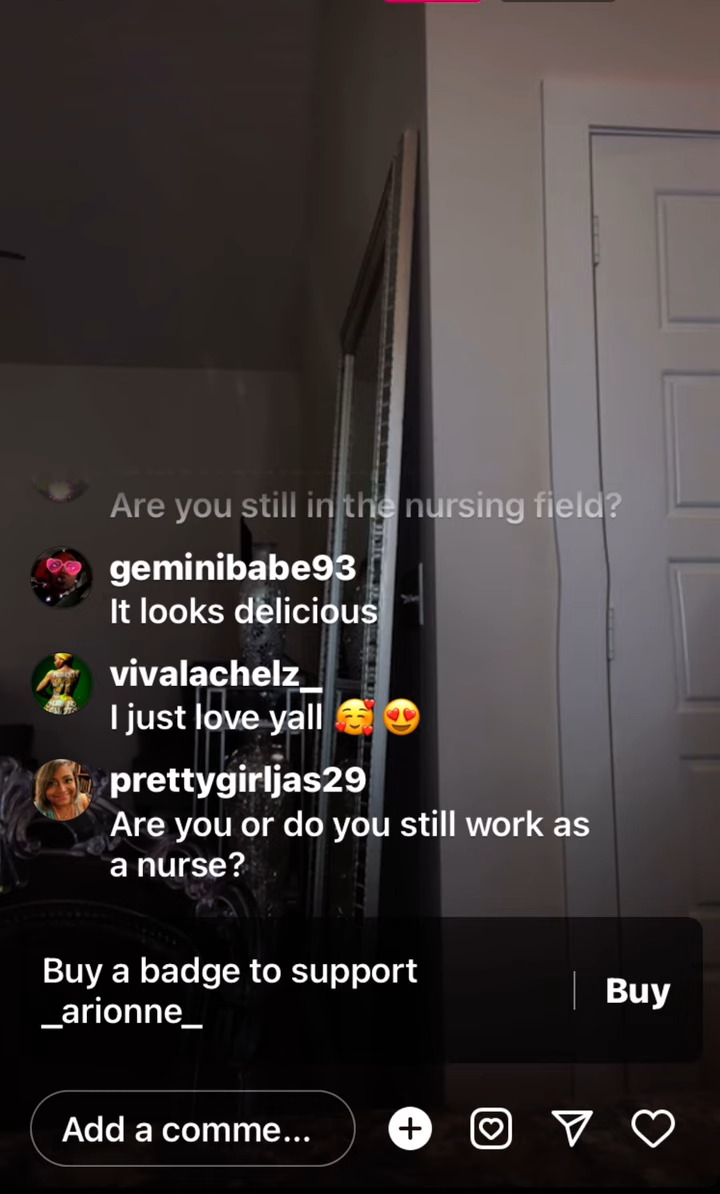 Are you still in the nursing field?
geminibabe93
It looks delicious
vivalachelz_
I just love yall 🥰😍
prettygirljas29
Are you or do you still work as
a nurse?
Buy a badge to support
_arionne_
Buy
Add a comme...